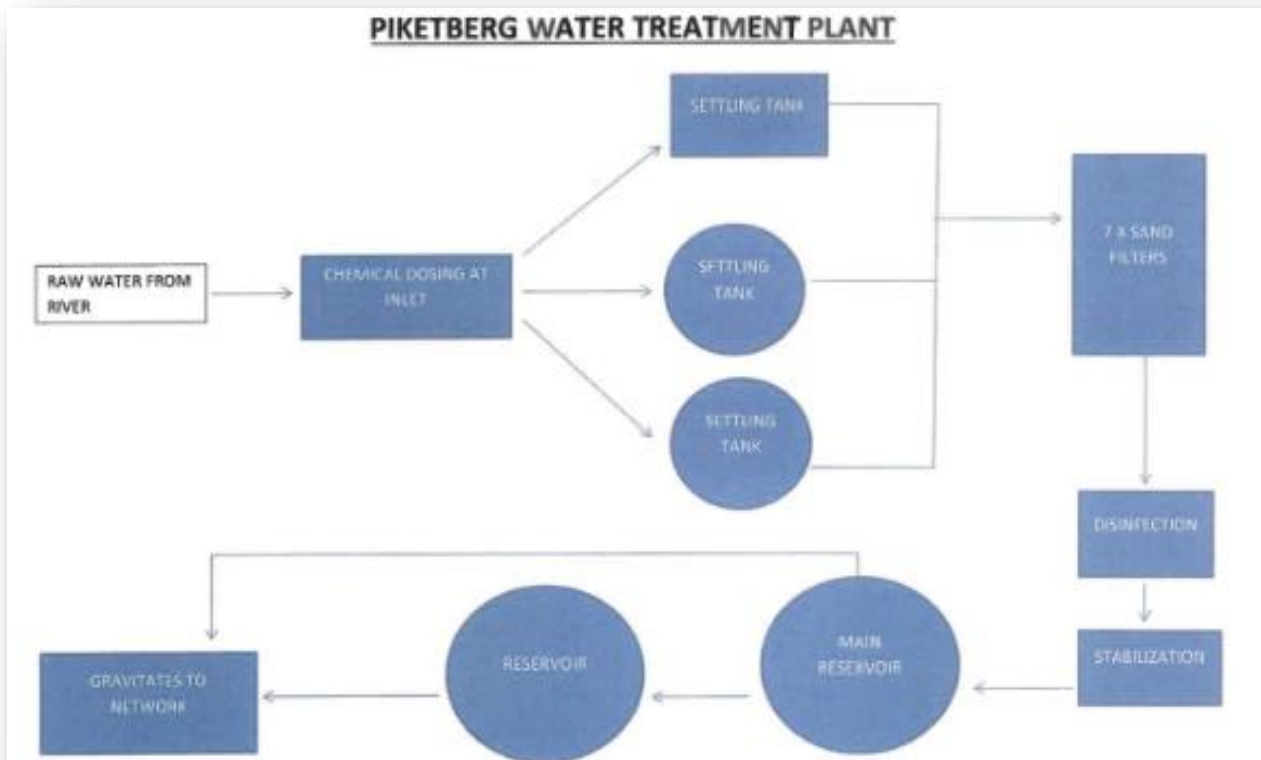 PIKETBERG WATER TREATMENT PLANT
RAW WATER FROM
RIVER
CHEMICAL DOSING AT
INLET
SETTLING TANK
SETTLING
TANK
SETTLING
TANK
7 X SAND
FILTERS
DISINFECTION
STABILIZATION
MAIN
RESERVOIR
RESERVOIR
GRAVITATES TO
NETWORK